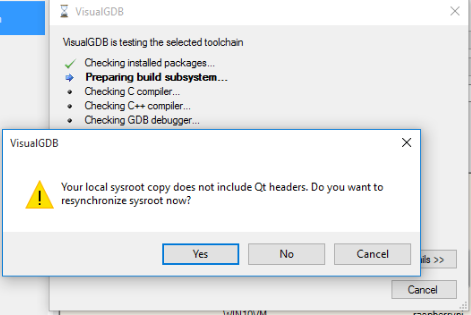 VisualGDB
VisualGDB is testing the selected toolchain
Checking installed packages...
Preparing build subsystem...
Checking C compiler...
Checking C++ compiler...
Checking GDB debugger...
VisualGDB
Your local sysroot copy does not include Qt headers. Do you want to
resynchronize sysroot now?
Yes
No
Cancel
ils >>
Cancel
WIN10VM